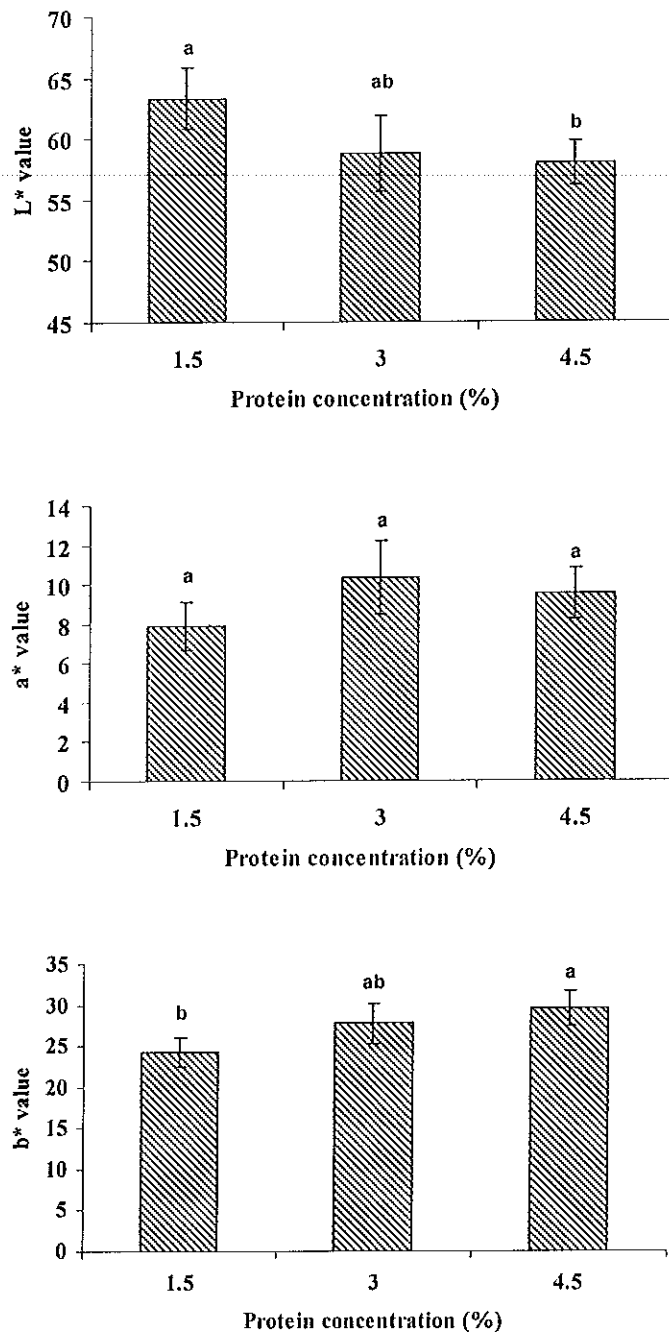 70
65
60
55
50
45
L* value
a
ab
b
1.5 3 4.5
Protein concentration (%)
14
12
10
8
6
4
2
0
a* value
a
a
a
1.5 3 4.5
Protein concentration (%)
35
30
25
20
15
10
5
0
b* value
b
ab
a
1.5 3 4.5
Protein concentration (%)